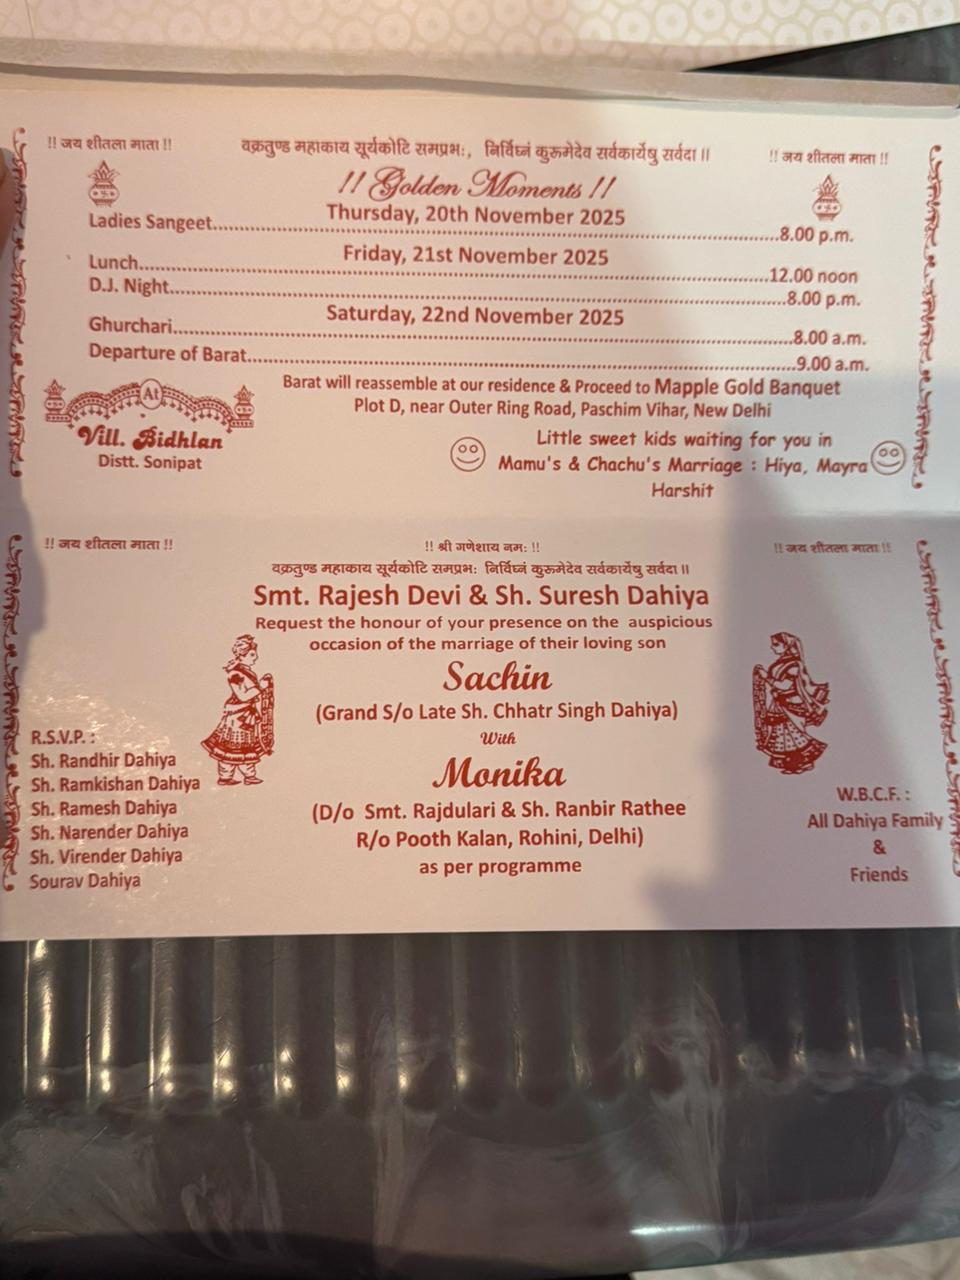 !! जय शीतला माता !! वक्रतुण्ड महाकाय सूर्यकोटि समप्रभः, निर्विघ्नं कुरूमेदेव सर्वकार्येषु सर्वदा ॥ !! जय शीतला माता !!
!! Golden Moments !!
Thursday, 20th November 2025
Ladies Sangeet..................8.00 p.m.
Friday, 21st November 2025
Lunch..................12.00 noon
D.J. Night..................8.00 p.m.
Saturday, 22nd November 2025
Ghurchari..................8.00 a.m.
Departure of Barat..................9.00 a.m.
At
Vill. Bidhlan
Distt. Sonipat
Barat will reassemble at our residence & Proceed to Mapple Gold Banquet
Plot D, near Outer Ring Road, Paschim Vihar, New Delhi
Little sweet kids waiting for you in
Mamu's & Chachu's Marriage : Hiya, Mayra
Harshit
!! जय शीतला माता !! !! श्री गणेशाय नमः !! !! जय शीतला माता !!
वक्रतुण्ड महाकाय सूर्यकोटि समप्रभः निर्विघ्नं कुरूमेदेव सर्वकार्येषु सर्वदा ॥
Smt. Rajesh Devi & Sh. Suresh Dahiya
Request the honour of your presence on the auspicious
occasion of the marriage of their loving son
Sachin
(Grand S/o Late Sh. Chhatr Singh Dahiya)
With
Monika
(D/o Smt. Rajdulari & Sh. Ranbir Rathee
R/o Pooth Kalan, Rohini, Delhi)
as per programme
R.S.V.P. :
Sh. Randhir Dahiya
Sh. Ramkishan Dahiya
Sh. Ramesh Dahiya
Sh. Narender Dahiya
Sh. Virender Dahiya
Sourav Dahiya
W.B.C.F. :
All Dahiya Family
&
Friends